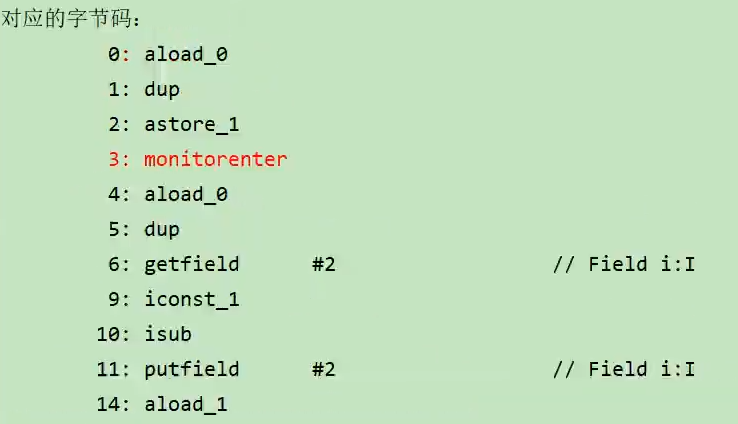 对应的字节码：
0: aload_0
1: dup
2: astore_1
3: monitorenter
4: aload_0
5: dup
6: getfield #2 // Field i:I
9: iconst_1
10: isub
11: putfield #2 // Field i:I
14: aload_1